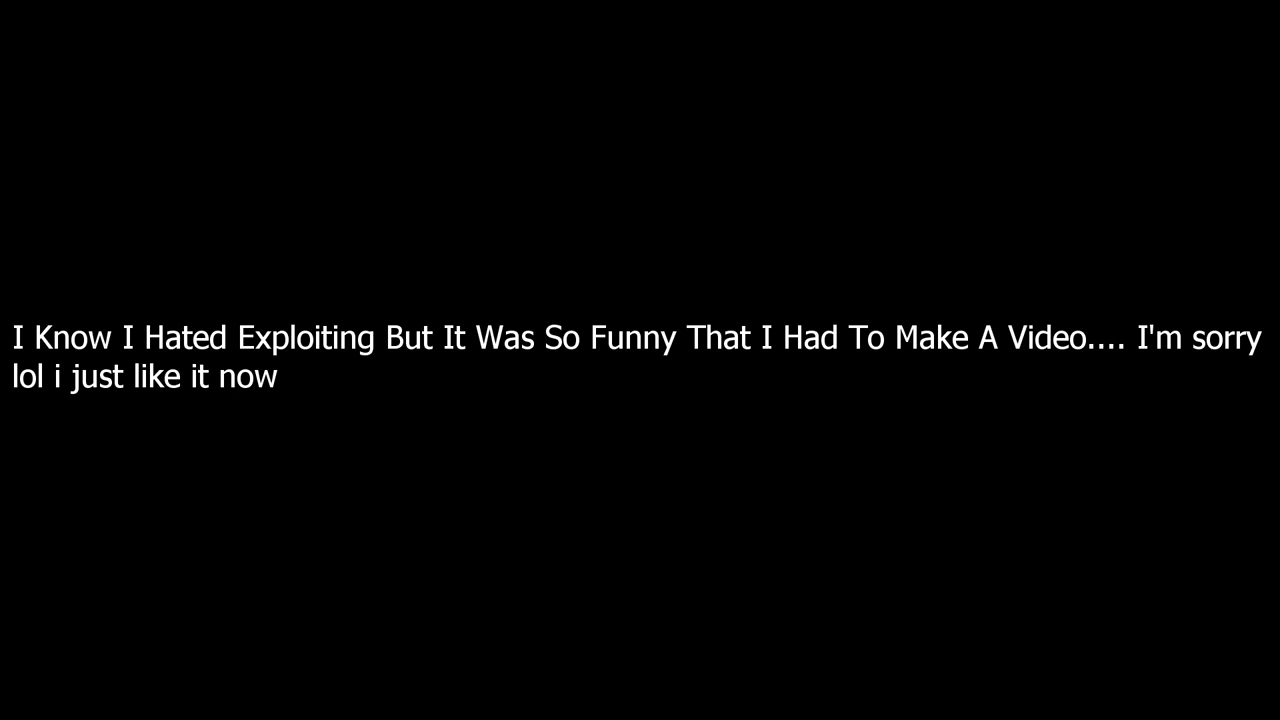 I Know I Hated Exploiting But It Was So Funny That I Had To Make A Video.... I'm sorry
lol i just like it now